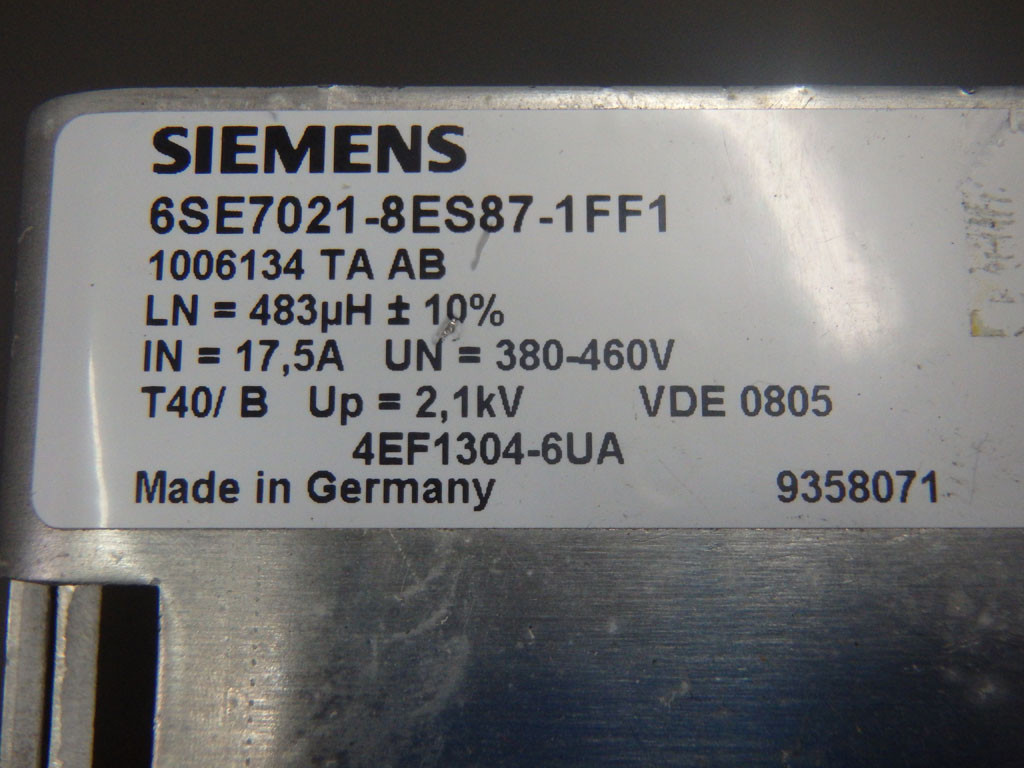 SIEMENS
6SE7021-8ES87-1FF1
1006134 TA AB
LN = 483µH ± 10%
IN = 17,5A UN = 380-460V
T40/ B Up = 2,1kV VDE 0805
4EF1304-6UA
Made in Germany 9358071